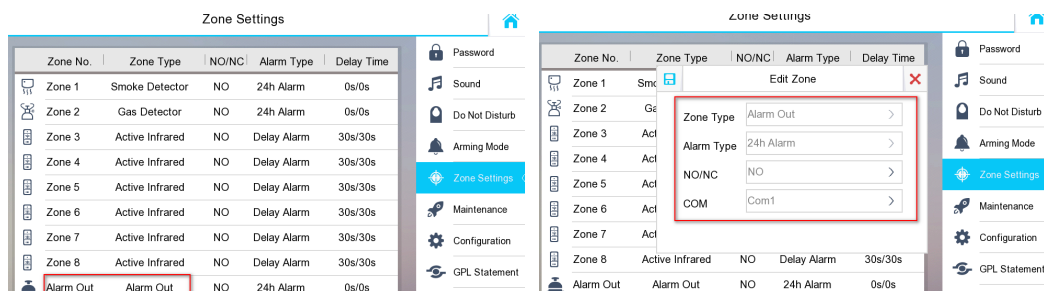 Zone Settings
Zone No. Zone Type NO/NC Alarm Type Delay Time
Zone 1 Smoke Detector NO 24h Alarm 0s/0s
Zone 2 Gas Detector NO 24h Alarm 0s/0s
Zone 3 Active Infrared NO Delay Alarm 30s/30s
Zone 4 Active Infrared NO Delay Alarm 30s/30s
Zone 5 Active Infrared NO Delay Alarm 30s/30s
Zone 6 Active Infrared NO Delay Alarm 30s/30s
Zone 7 Active Infrared NO Delay Alarm 30s/30s
Zone 8 Active Infrared NO Delay Alarm 30s/30s
Alarm Out Alarm Out NO 24h Alarm 0s/0s
Password
Sound
Do Not Disturb
Arming Mode
Zone Settings
Maintenance
Configuration
GPL Statement
Zone Settings
Zone No. Zone Type NO/NC Alarm Type Delay Time
Zone 1 Smo
Zone 2 Ga
Zone 3 Act
Zone 4 Act
Zone 5 Act
Zone 6 Act
Zone 7 Act
Zone 8 Active Infrared NO Delay Alarm 30s/30s
Alarm Out Alarm Out NO 24h Alarm 0s/0s
Edit Zone
Zone Type Alarm Out
Alarm Type 24h Alarm
NO/NC NO
COM Com1
Password
Sound
Do Not Disturb
Arming Mode
Zone Settings
Maintenance
Configuration
GPL Statement